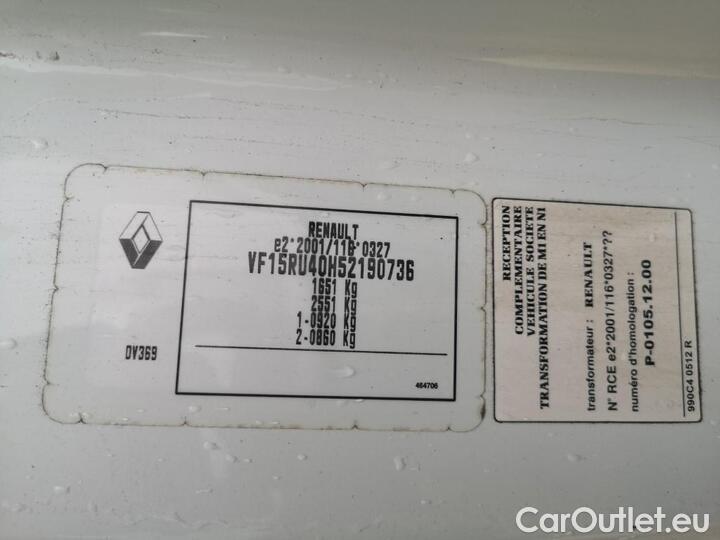 RENAULT
e2*2001/116*0327
VF15RU40H52190736
1651 Kg
2551 Kg
1-0920 Kg
2-0860 Kg
DV369
464706
RECEPTION
COMPLEMENTAIRE
VEHICULE SOCIETE
TRANSFORMATION DE M1 EN N1
transformateur : RENAULT
N° RCE e2*2001/116*0327*??
numéro d'homologation :
P-0105.12.00
990C4 0512 R
CarOutlet.eu